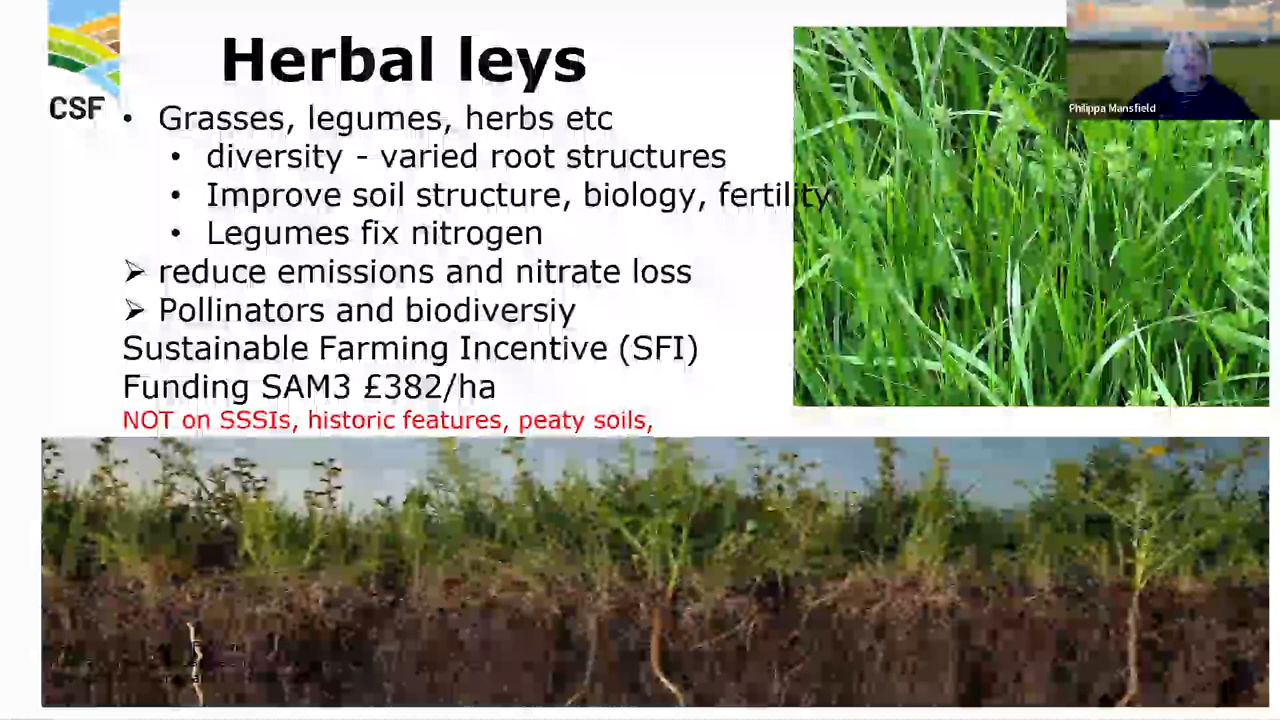 CSF
Herbal leys
• Grasses, legumes, herbs etc
• diversity - varied root structures
• Improve soil structure, biology, fertility
• Legumes fix nitrogen
➢ reduce emissions and nitrate loss
➢ Pollinators and biodiversiy
Sustainable Farming Incentive (SFI)
Funding SAM3 £382/ha
NOT on SSSIs, historic features, peaty soils,
Philippa Mansfield